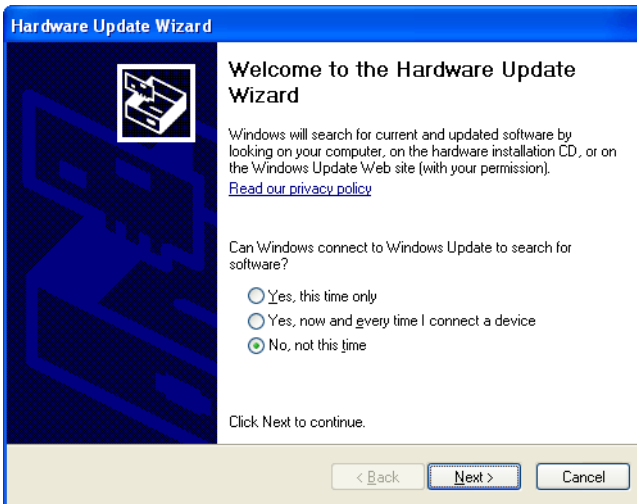 Hardware Update Wizard
Welcome to the Hardware Update
Wizard
Windows will search for current and updated software by
looking on your computer, on the hardware installation CD, or on
the Windows Update Web site (with your permission).
Read our privacy policy
Can Windows connect to Windows Update to search for
software?
Yes, this time only
Yes, now and every time I connect a device
No, not this time
Click Next to continue.
< Back Next > Cancel